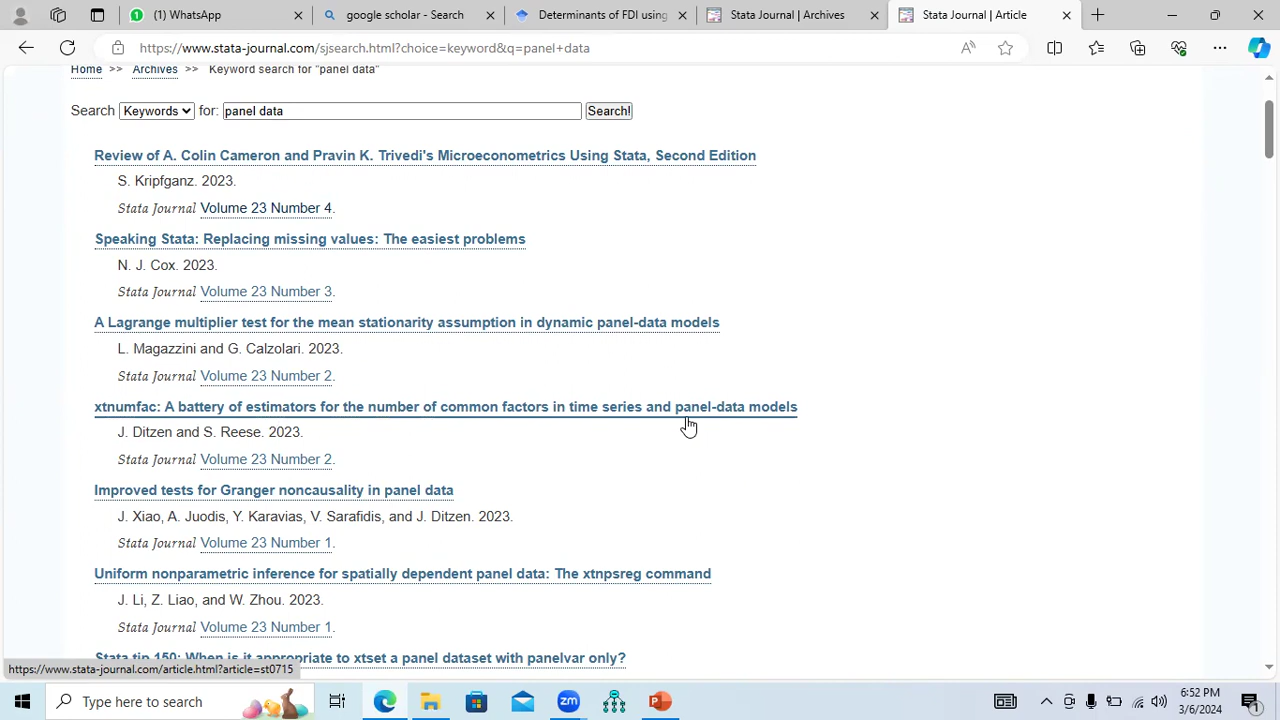 (1) WhatsApp
google scholar - Search
Determinants of FDI using
Stata Journal | Archives
Stata Journal | Article
https://www.stata-journal.com/sjsearch.html?choice=keyword&q=panel+data
Home >> Archives >> Keyword search for "panel data"
Search Keywords for: panel data Search!
Review of A. Colin Cameron and Pravin K. Trivedi's Microeconometrics Using Stata, Second Edition
S. Kripfganz. 2023.
Stata Journal Volume 23 Number 4.
Speaking Stata: Replacing missing values: The easiest problems
N. J. Cox. 2023.
Stata Journal Volume 23 Number 3.
A Lagrange multiplier test for the mean stationarity assumption in dynamic panel-data models
L. Magazzini and G. Calzolari. 2023.
Stata Journal Volume 23 Number 2.
xtnumfac: A battery of estimators for the number of common factors in time series and panel-data models
J. Ditzen and S. Reese. 2023.
Stata Journal Volume 23 Number 2.
Improved tests for Granger noncausality in panel data
J. Xiao, A. Juodis, Y. Karavias, V. Sarafidis, and J. Ditzen. 2023.
Stata Journal Volume 23 Number 1.
Uniform nonparametric inference for spatially dependent panel data: The xtnpsreg command
J. Li, Z. Liao, and W. Zhou. 2023.
Stata Journal Volume 23 Number 1.
Stata tip 150: When is it appropriate to xtset a panel dataset with panelvar only?
https://www.stata-journal.com/article.html?article=st0715
Type here to search
zm
6:52 PM
3/6/2024
1